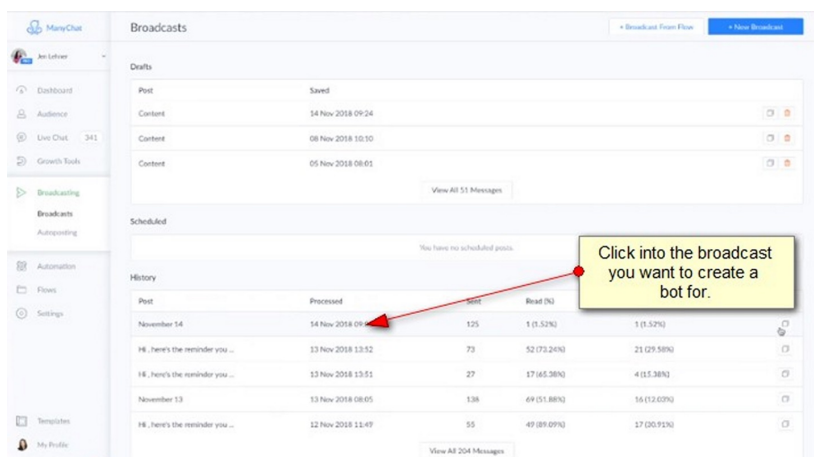 ManyChat
Broadcasts
+ Broadcast From Flow
+ New Broadcast
Jen Lehner
PRO
Dashboard
Audience
Live Chat 341
Growth Tools
Broadcasting
Broadcasts
Autoposting
Automation
Flows
Settings
Templates
My Profile
Drafts
Post Saved
Content 14 Nov 2018 09:24
Content 08 Nov 2018 10:50
Content 05 Nov 2018 08:01
View All 51 Messages
Scheduled
You have no scheduled posts.
Click into the broadcast
you want to create a
bot for.
History
Post Processed Sent Read (%)
November 14 14 Nov 2018 125 1 (1.52%) 1 (1.52%)
Hi , here's the reminder you ... 13 Nov 2018 13:52 73 52 (73.24%) 21 (29.58%)
Hi , here's the reminder you ... 13 Nov 2018 13:51 27 17 (65.38%) 4 (15.38%)
November 13 13 Nov 2018 08:05 138 69 (51.88%) 16 (12.03%)
Hi , here's the reminder you ... 12 Nov 2018 11:49 55 49 (89.09%) 17 (30.91%)
View All 204 Messages